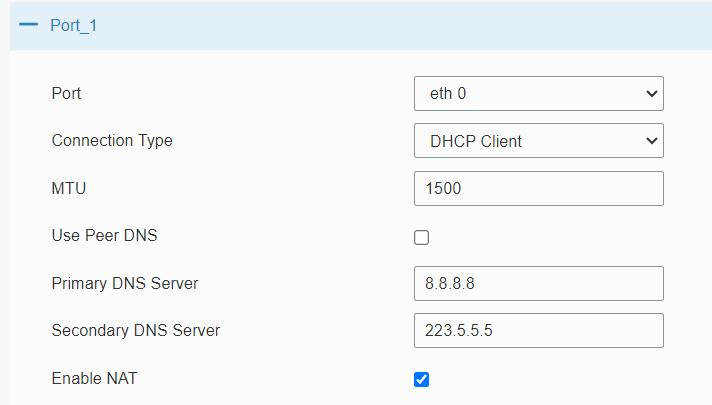 Port_1
Port eth 0
Connection Type DHCP Client
MTU 1500
Use Peer DNS
Primary DNS Server 8.8.8.8
Secondary DNS Server 223.5.5.5
Enable NAT